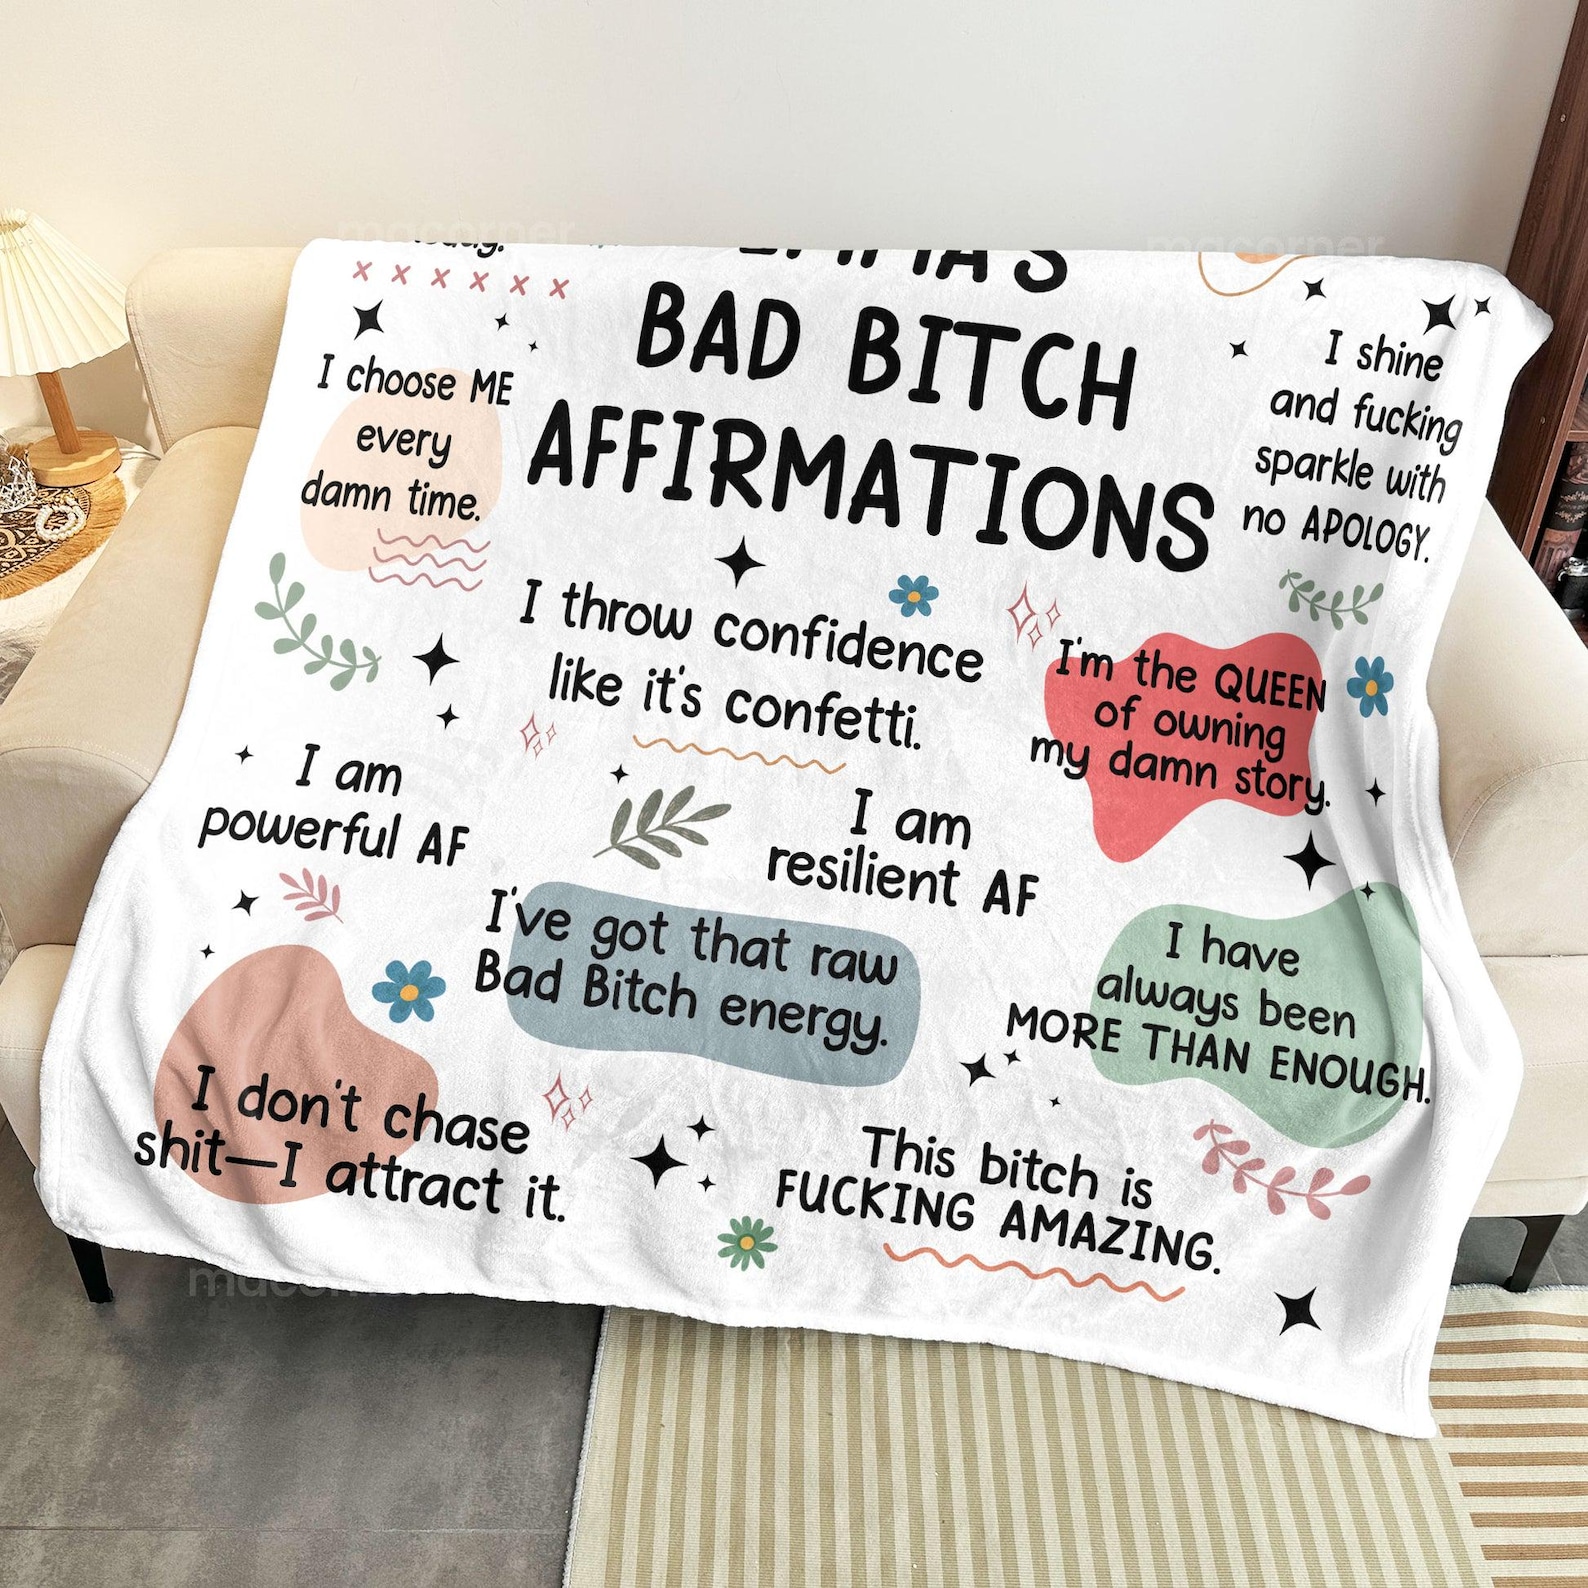 EMMA'S
BAD BITCH
AFFIRMATIONS
I choose ME
every
damn time.
I shine
and fucking
sparkle with
no APOLOGY.
I throw confidence
like it's confetti.
I'm the QUEEN
of owning
my damn story.
I am
powerful AF
I am
resilient AF
I've got that raw
Bad Bitch energy.
I have
always been
MORE THAN ENOUGH.
I don't chase
shit—I attract it.
This bitch is
FUCKING AMAZING.
macorner
macorner